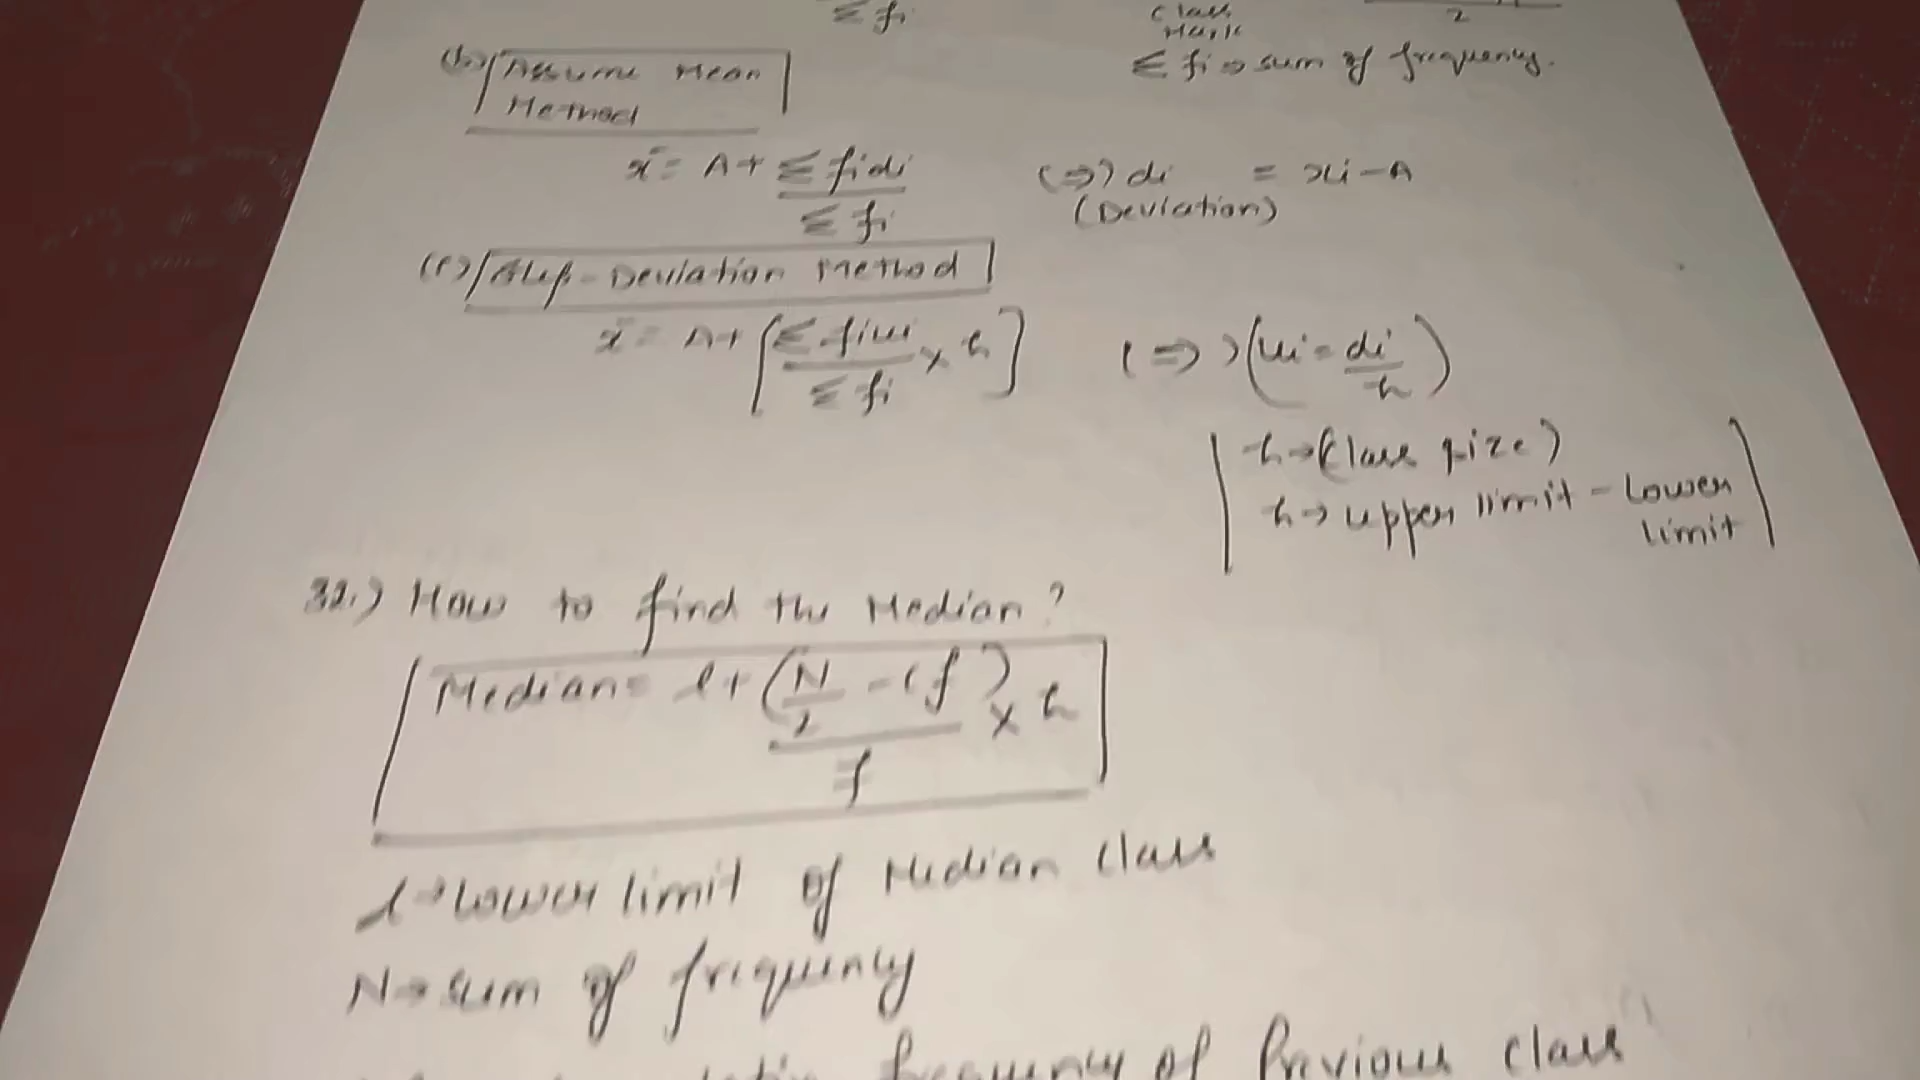 Σ fi
Class
Mark
2
Σ fi ⇒ sum of frequency.
(b) Assume Mean
Method
x̄ = A + Σ fidi / Σ fi
(⇒) di = xi - A
(Deviation)
(c) Step-Deviation Method
x̄ = A + [Σ fiui / Σ fi × h]
(⇒) (ui = di / h)
h → (Class size)
h → upper limit - Lower
limit
32.) How to find the Median?
Median = l + (N/2 - cf) / f × h
l → Lower limit of Median Class
N → sum of frequency
frequency of Previous class